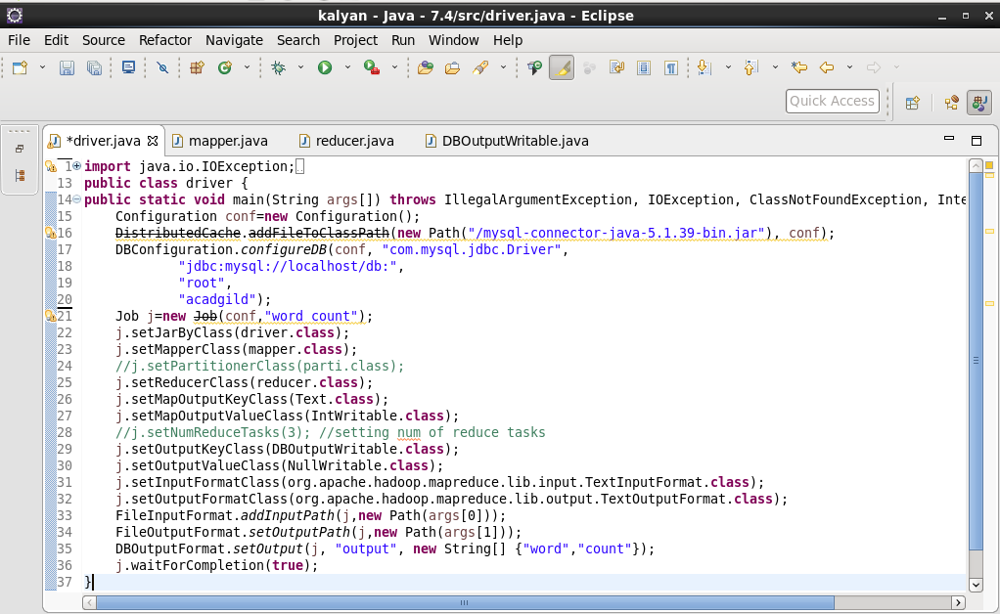 kalyan - Java - 7.4/src/driver.java - Eclipse
File Edit Source Refactor Navigate Search Project Run Window Help
Quick Access
*driver.java mapper.java reducer.java DBOutputWritable.java
1 import java.io.IOException;
13 public class driver {
14 public static void main(String args[]) throws IllegalArgumentException, IOException, ClassNotFoundException, Inte
15 Configuration conf=new Configuration();
16 DistributedCache.addFileToClassPath(new Path("/mysql-connector-java-5.1.39-bin.jar"), conf);
17 DBConfiguration.configureDB(conf, "com.mysql.jdbc.Driver",
18 "jdbc:mysql://localhost/db:",
19 "root",
20 "acadgild");
21 Job j=new Job(conf,"word count");
22 j.setJarByClass(driver.class);
23 j.setMapperClass(mapper.class);
24 //j.setPartitionerClass(parti.class);
25 j.setReducerClass(reducer.class);
26 j.setMapOutputKeyClass(Text.class);
27 j.setMapOutputValueClass(IntWritable.class);
28 //j.setNumReduceTasks(3); //setting num of reduce tasks
29 j.setOutputKeyClass(DBOutputWritable.class);
30 j.setOutputValueClass(NullWritable.class);
31 j.setInputFormatClass(org.apache.hadoop.mapreduce.lib.input.TextInputFormat.class);
32 j.setOutputFormatClass(org.apache.hadoop.mapreduce.lib.output.TextOutputFormat.class);
33 FileInputFormat.addInputPath(j,new Path(args[0]));
34 FileOutputFormat.setOutputPath(j,new Path(args[1]));
35 DBOutputFormat.setOutput(j, "output", new String[] {"word","count"});
36 j.waitForCompletion(true);
37 }